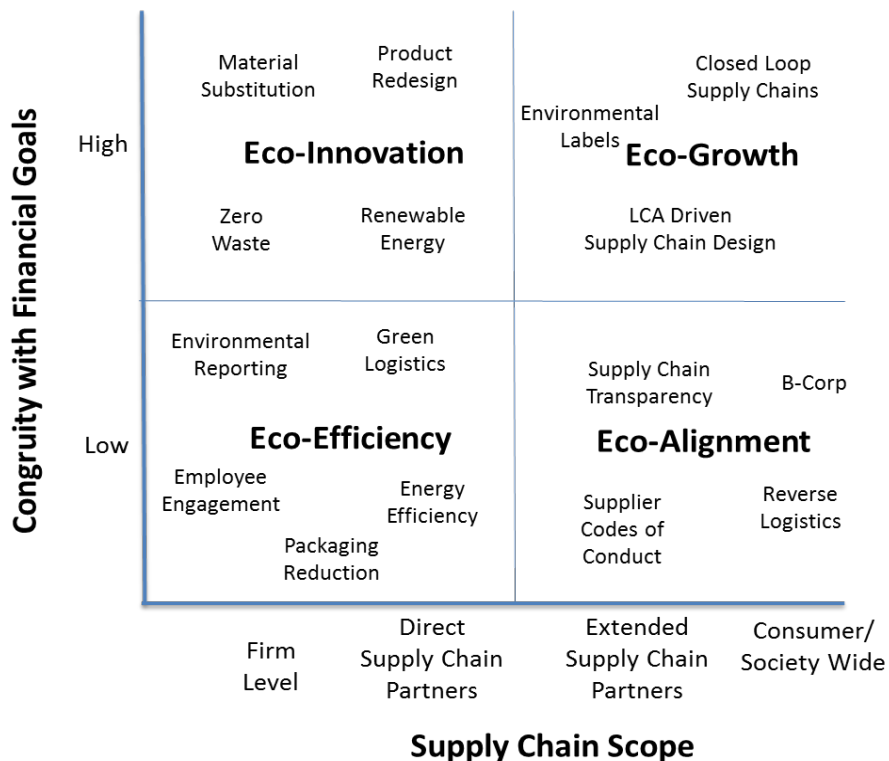 Congruity with Financial Goals
High
Low
Material
Substitution
Product
Redesign
Eco-Innovation
Zero
Waste
Renewable
Energy
Closed Loop
Supply Chains
Environmental
Labels
Eco-Growth
LCA Driven
Supply Chain Design
Environmental
Reporting
Green
Logistics
Eco-Efficiency
Employee
Engagement
Energy
Efficiency
Packaging
Reduction
Supply Chain
Transparency
B-Corp
Eco-Alignment
Supplier
Codes of
Conduct
Reverse
Logistics
Firm
Level
Direct
Supply Chain
Partners
Extended
Supply Chain
Partners
Consumer/
Society Wide
Supply Chain Scope